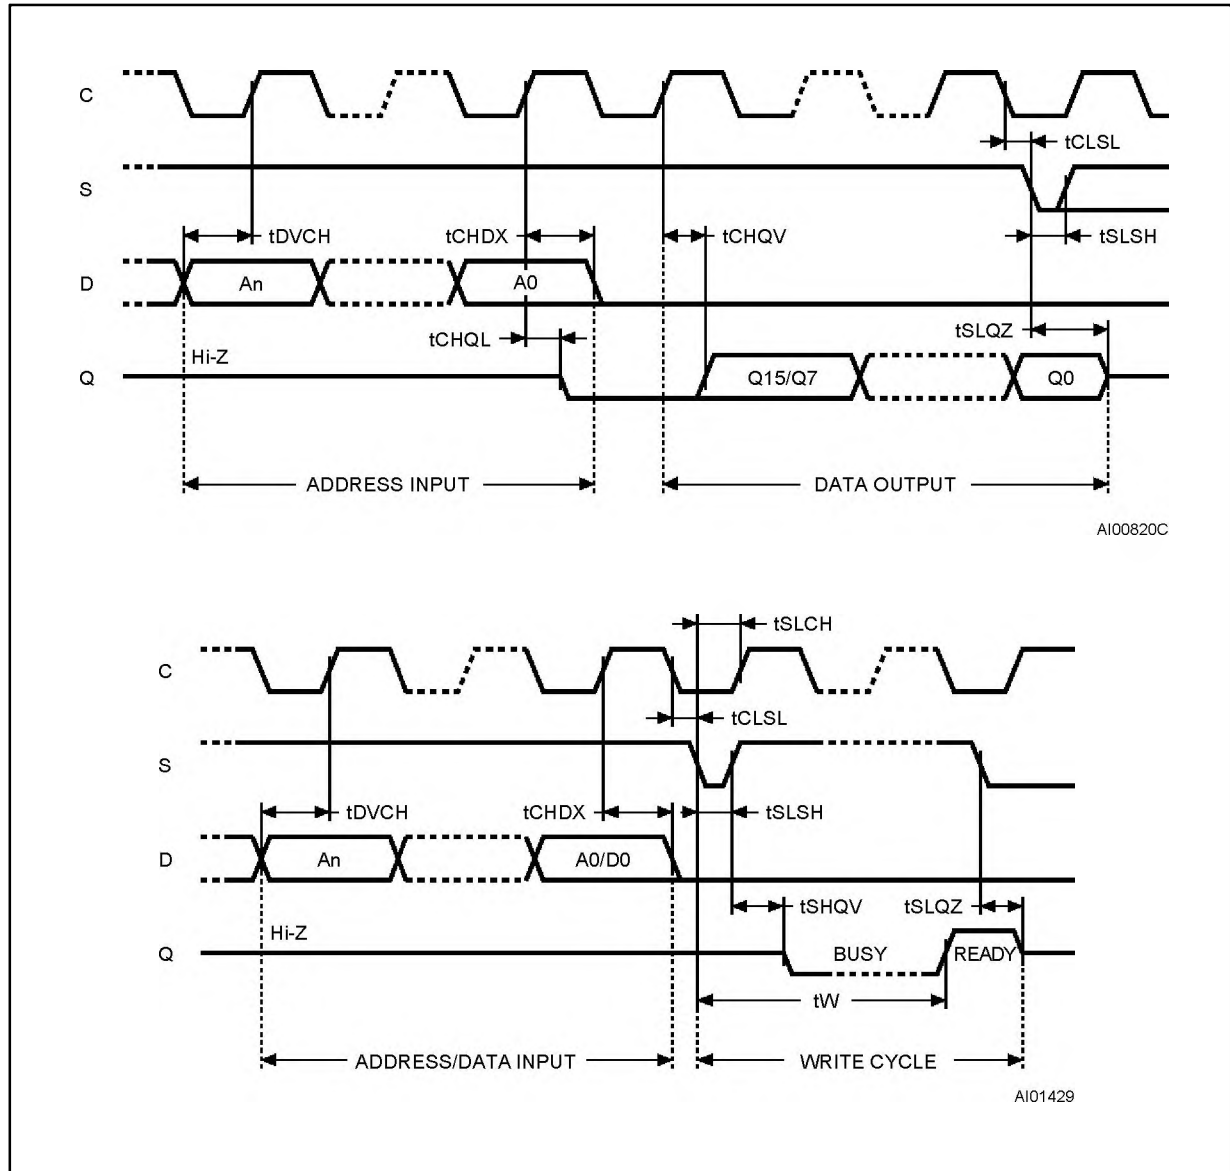 C
tCLSL
S
tDVCH
tCHDX
tCHQV
tSLSH
D
An
A0
tCHQL
tSLQZ
Hi-Z
Q
Q15/Q7
Q0
ADDRESS INPUT
DATA OUTPUT
AI00820C
tSLCH
C
tCLSL
S
tDVCH
tCHDX
tSLSH
D
An
A0/D0
tSHQV
tSLQZ
Hi-Z
Q
BUSY
READY
tW
ADDRESS/DATA INPUT
WRITE CYCLE
AI01429